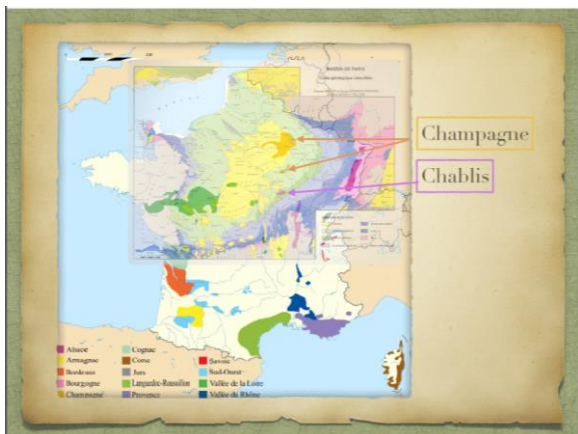 BASSIN DE PARIS
Champagne
Chablis
Alsace
Armagnac
Bordeaux
Bourgogne
Champagne
Cognac
Corse
Jura
Languedoc-Roussillon
Provence
Savoie
Sud-Ouest
Vallée de la Loire
Vallée du Rhône